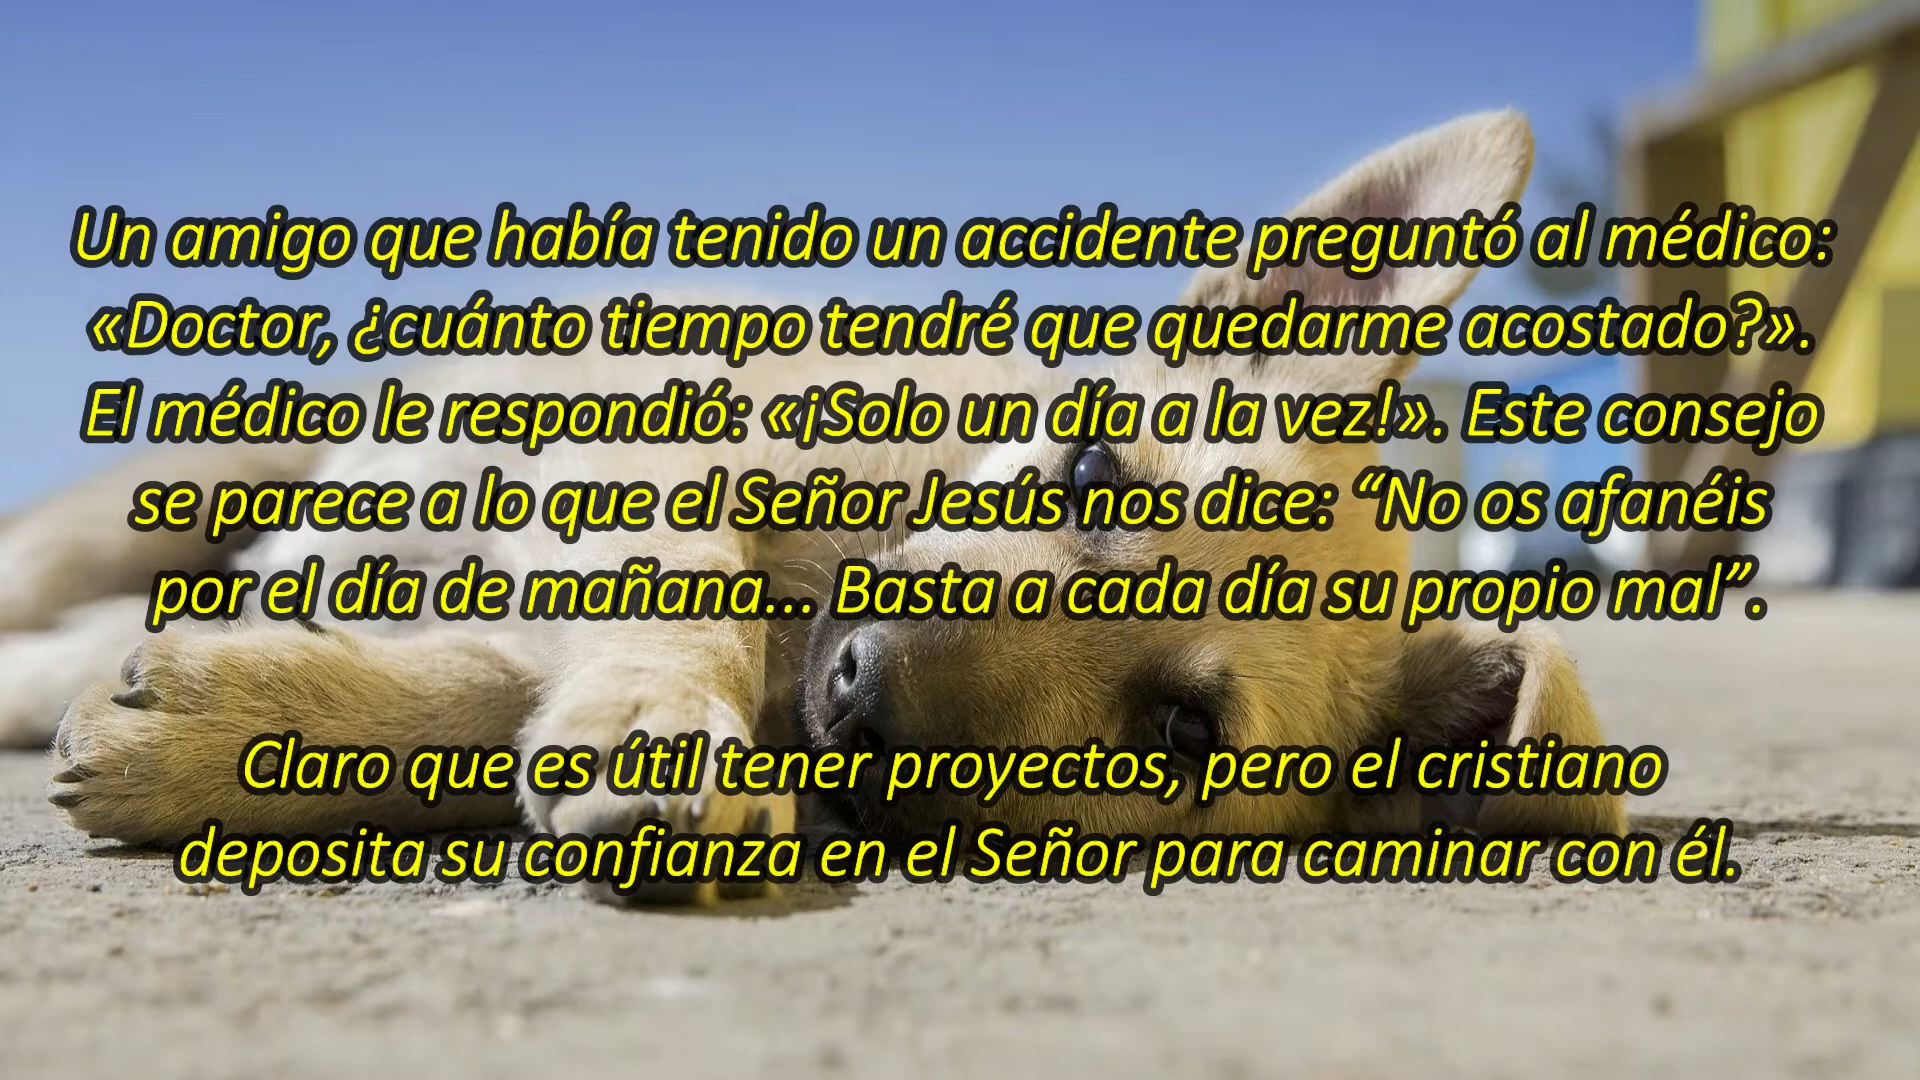 Un amigo que había tenido un accidente preguntó al médico:
«Doctor, ¿cuánto tiempo tendré que quedarme acostado?».
El médico le respondió: «¡Solo un día a la vez!». Este consejo
se parece a lo que el Señor Jesús nos dice: “No os afanéis
por el día de mañana... Basta a cada día su propio mal”.
Claro que es útil tener proyectos, pero el cristiano
deposita su confianza en el Señor para caminar con él.